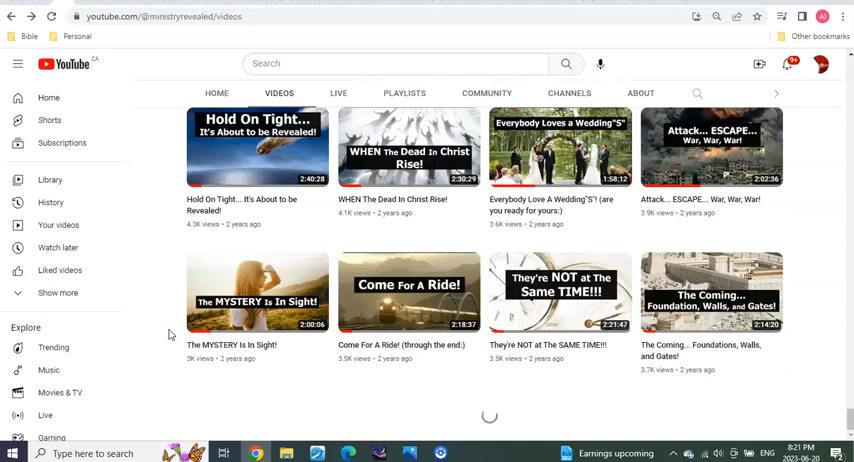 youtube.com/@ministryrevealed/videos
Bible
Personal
Other bookmarks
YouTube CA
Search
9+
AI
Home
Shorts
Subscriptions
Library
History
Your videos
Watch later
Liked videos
Show more
Explore
Trending
Music
Movies & TV
Live
Gaming
HOME VIDEOS LIVE PLAYLISTS COMMUNITY CHANNELS ABOUT
Hold On Tight...
It's About to be Revealed!
2:40:28
Hold On Tight... It's About to be
Revealed!
4.3K views • 2 years ago
WHEN The Dead In Christ
Rise!
2:30:29
WHEN The Dead In Christ Rise!
4.1K views • 2 years ago
Everybody Loves a Wedding"S"!
1:58:12
Everybody Love A Wedding"S"! (are
you ready for yours:)
3.6K views • 2 years ago
Attack... ESCAPE...
War, War, War!
2:02:36
Attack... ESCAPE... War, War, War!
3.9K views • 2 years ago
The MYSTERY Is In Sight!
2:00:06
The MYSTERY Is In Sight!
3K views • 2 years ago
Come For A Ride!
2:18:37
Come For A Ride! (through the end:)
3.5K views • 2 years ago
They're NOT at The
Same TIME!!!
2:21:47
They're NOT at The SAME TIME!!!
3.5K views • 2 years ago
The Coming...
Foundation, Walls, and Gates!
2:14:20
The Coming... Foundations, Walls,
and Gates!
3.7K views • 2 years ago
Type here to search
Earnings upcoming
ENG
8:21 PM
2023-06-20
2